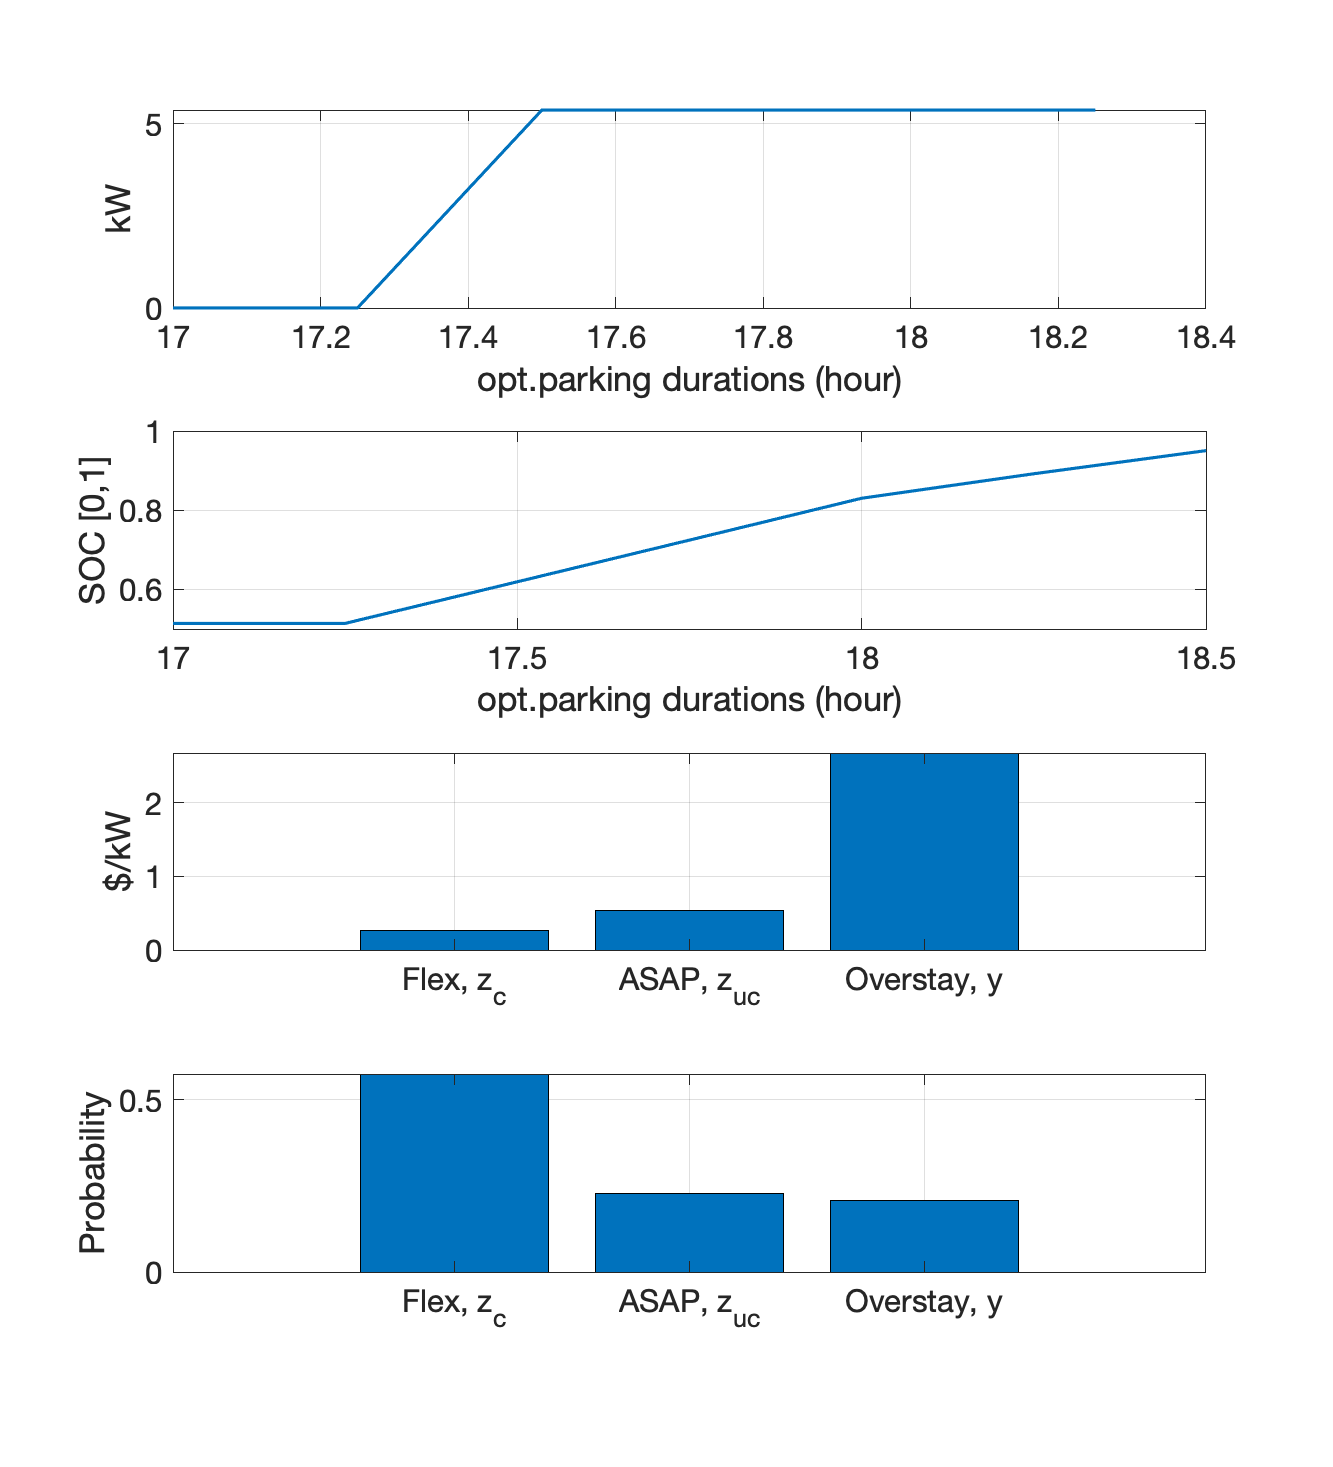 kW
5
0
17 17.2 17.4 17.6 17.8 18 18.2 18.4
opt.parking durations (hour)
SOC [0,1]
1
0.8
0.6
17 17.5 18 18.5
opt.parking durations (hour)
$/kW
2
1
0
Flex, z_c ASAP, z_uc Overstay, y
Probability
0.5
0
Flex, z_c ASAP, z_uc Overstay, y